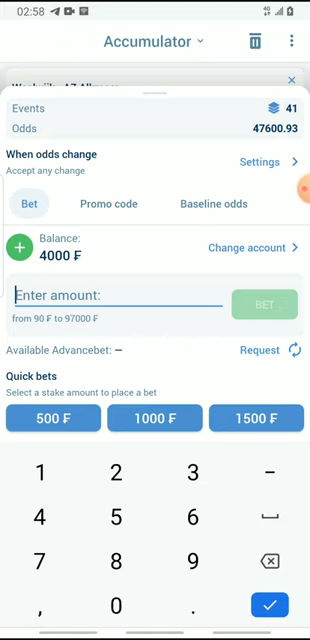 02:58
4G
Accumulator
Events 41
Odds 47600.93
When odds change
Accept any change
Settings
Bet Promo code Baseline odds
Balance:
4000 ₣
Change account
Enter amount:
BET
from 90 ₣ to 97000 ₣
Available Advancebet: –
Request
Quick bets
Select a stake amount to place a bet
500 ₣ 1000 ₣ 1500 ₣
1 2 3 -
4 5 6
7 8 9
, 0 .